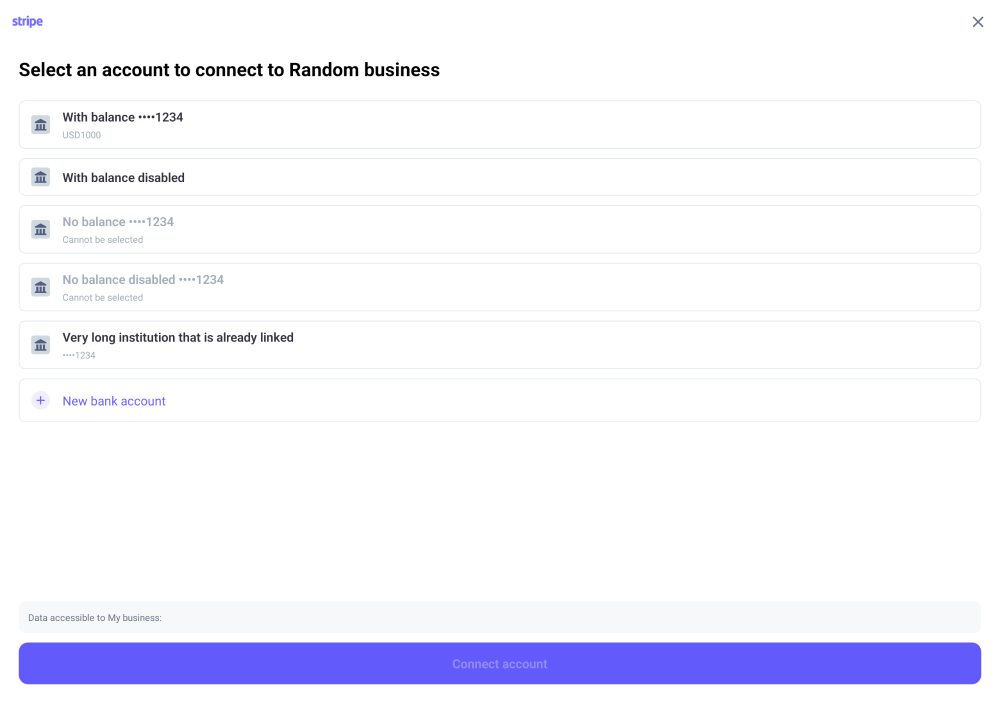 stripe
Select an account to connect to Random business
With balance ••••1234
USD1000
With balance disabled
No balance ••••1234
Cannot be selected
No balance disabled ••••1234
Cannot be selected
Very long institution that is already linked
••••1234
New bank account
Data accessible to My business:
Connect account